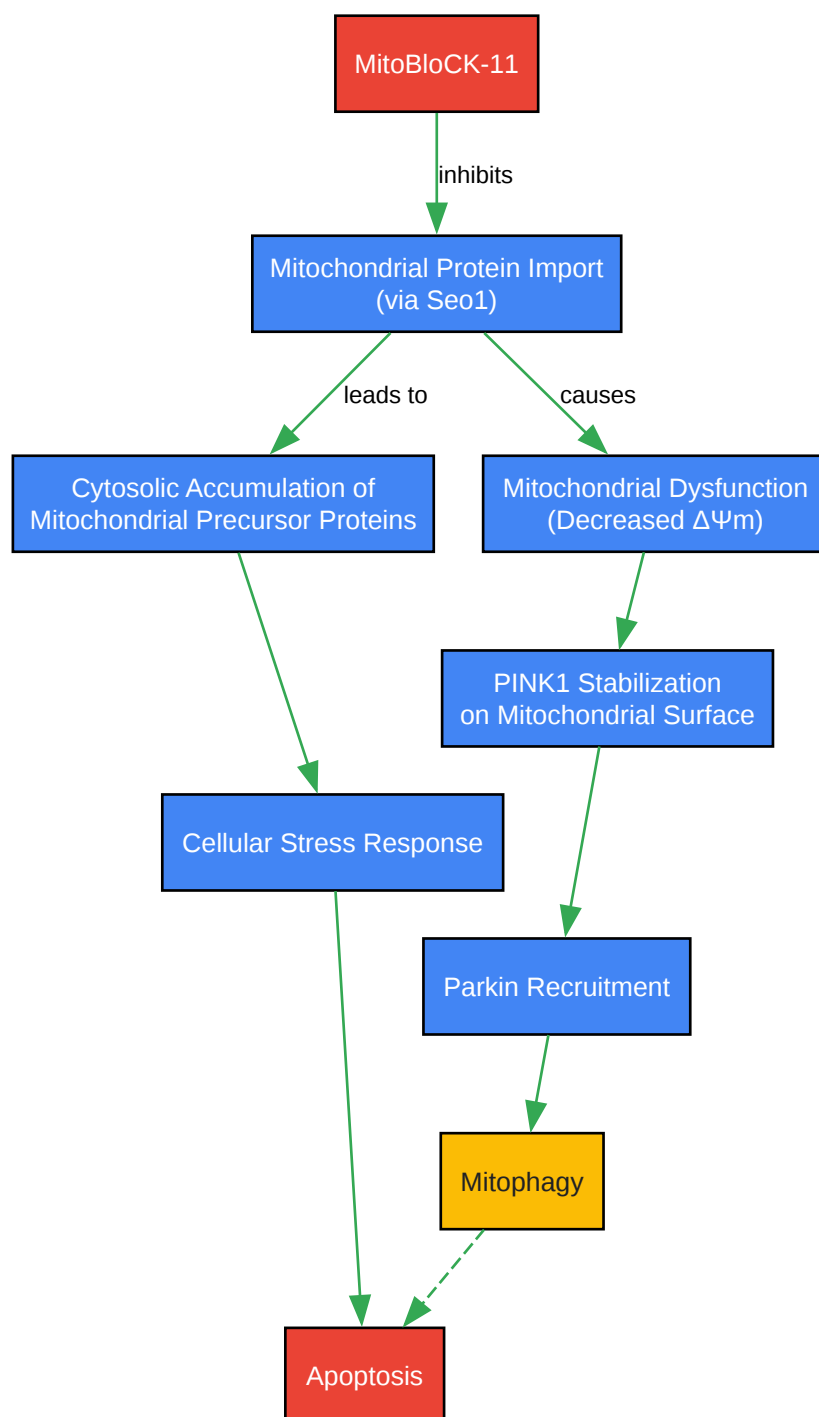 MitoBloCK-11
inhibits
Mitochondrial Protein Import
(via Seo1)
leads to
causes
Cytosolic Accumulation of
Mitochondrial Precursor Proteins
Mitochondrial Dysfunction
(Decreased ΔΨm)
PINK1 Stabilization
on Mitochondrial Surface
Cellular Stress Response
Parkin Recruitment
Mitophagy
Apoptosis